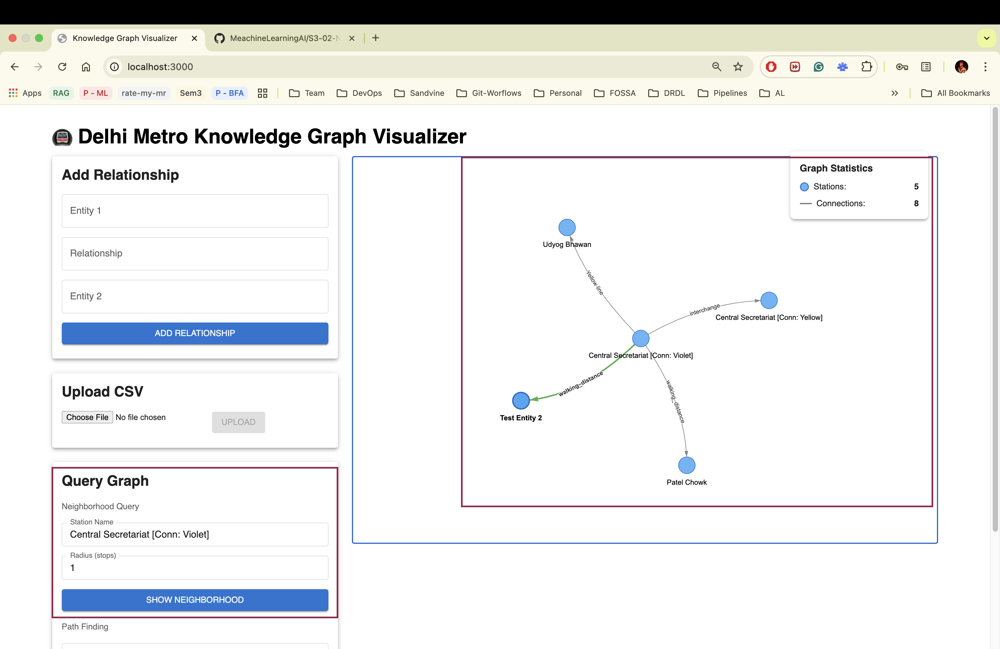 Knowledge Graph Visualizer
MeachineLearningAI/S3-02-N
localhost:3000
Apps
RAG
P - ML
rate-my-mr
Sem3
P - BFA
Team
DevOps
Sandvine
Git-Worflows
Personal
FOSSA
DRDL
Pipelines
AL
All Bookmarks
Delhi Metro Knowledge Graph Visualizer
Add Relationship
Entity 1
Relationship
Entity 2
ADD RELATIONSHIP
Upload CSV
Choose File No file chosen
UPLOAD
Query Graph
Neighborhood Query
Station Name
Central Secretariat [Conn: Violet]
Radius (stops)
1
SHOW NEIGHBORHOOD
Path Finding
Graph Statistics
Stations: 5
Connections: 8
Udyog Bhawan
Yellow-line
interchange
Central Secretariat [Conn: Yellow]
Central Secretariat [Conn: Violet]
walking_distance
Test Entity 2
walking_distance
Patel Chowk